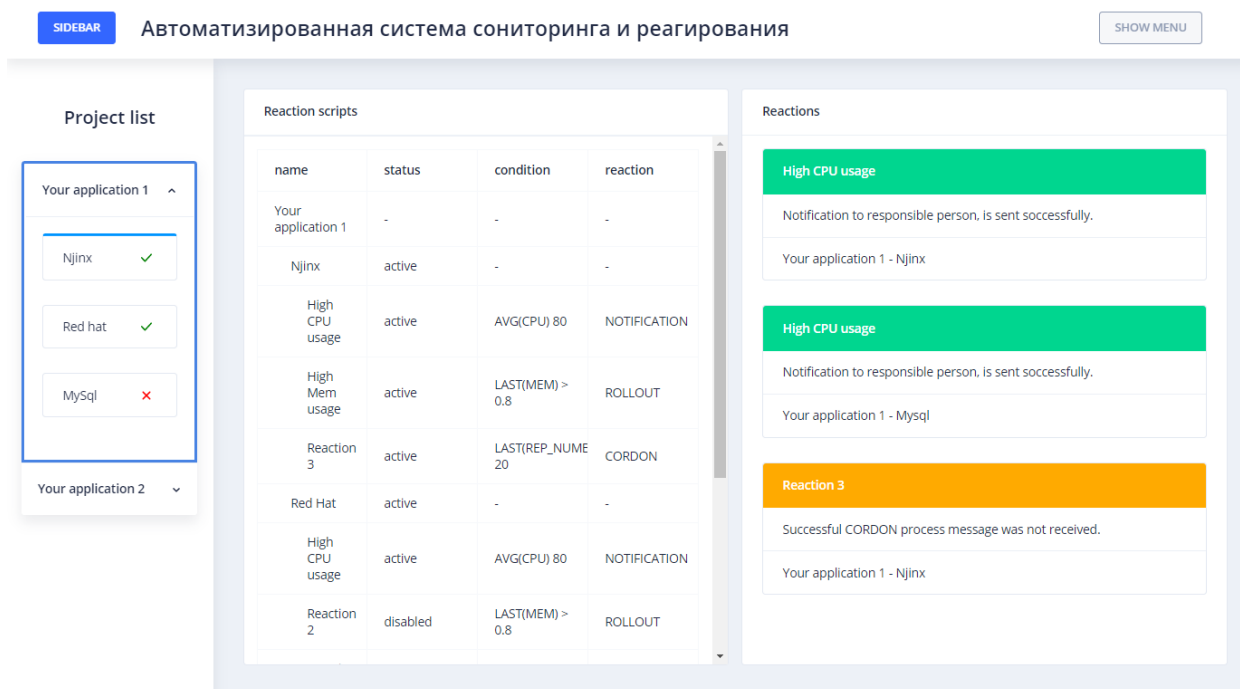 SIDEBAR
Автоматизированная система сониторинга и реагирования
SHOW MENU
Project list
Your application 1
Njinx
Red hat
MySql
Your application 2
Reaction scripts
name status condition reaction
Your
application 1 - - -
Njinx active - -
High
CPU
usage active AVG(CPU) 80 NOTIFICATION
High
Mem
usage active LAST(MEM) >
0.8 ROLLOUT
Reaction
3 active LAST(REP_NUME
20 CORDON
Red Hat active - -
High
CPU
usage active AVG(CPU) 80 NOTIFICATION
Reaction
2 disabled LAST(MEM) >
0.8 ROLLOUT
Reactions
High CPU usage
Notification to responsible person, is sent soccessfully.
Your application 1 - Njinx
High CPU usage
Notification to responsible person, is sent soccessfully.
Your application 1 - Mysql
Reaction 3
Successful CORDON process message was not received.
Your application 1 - Njinx